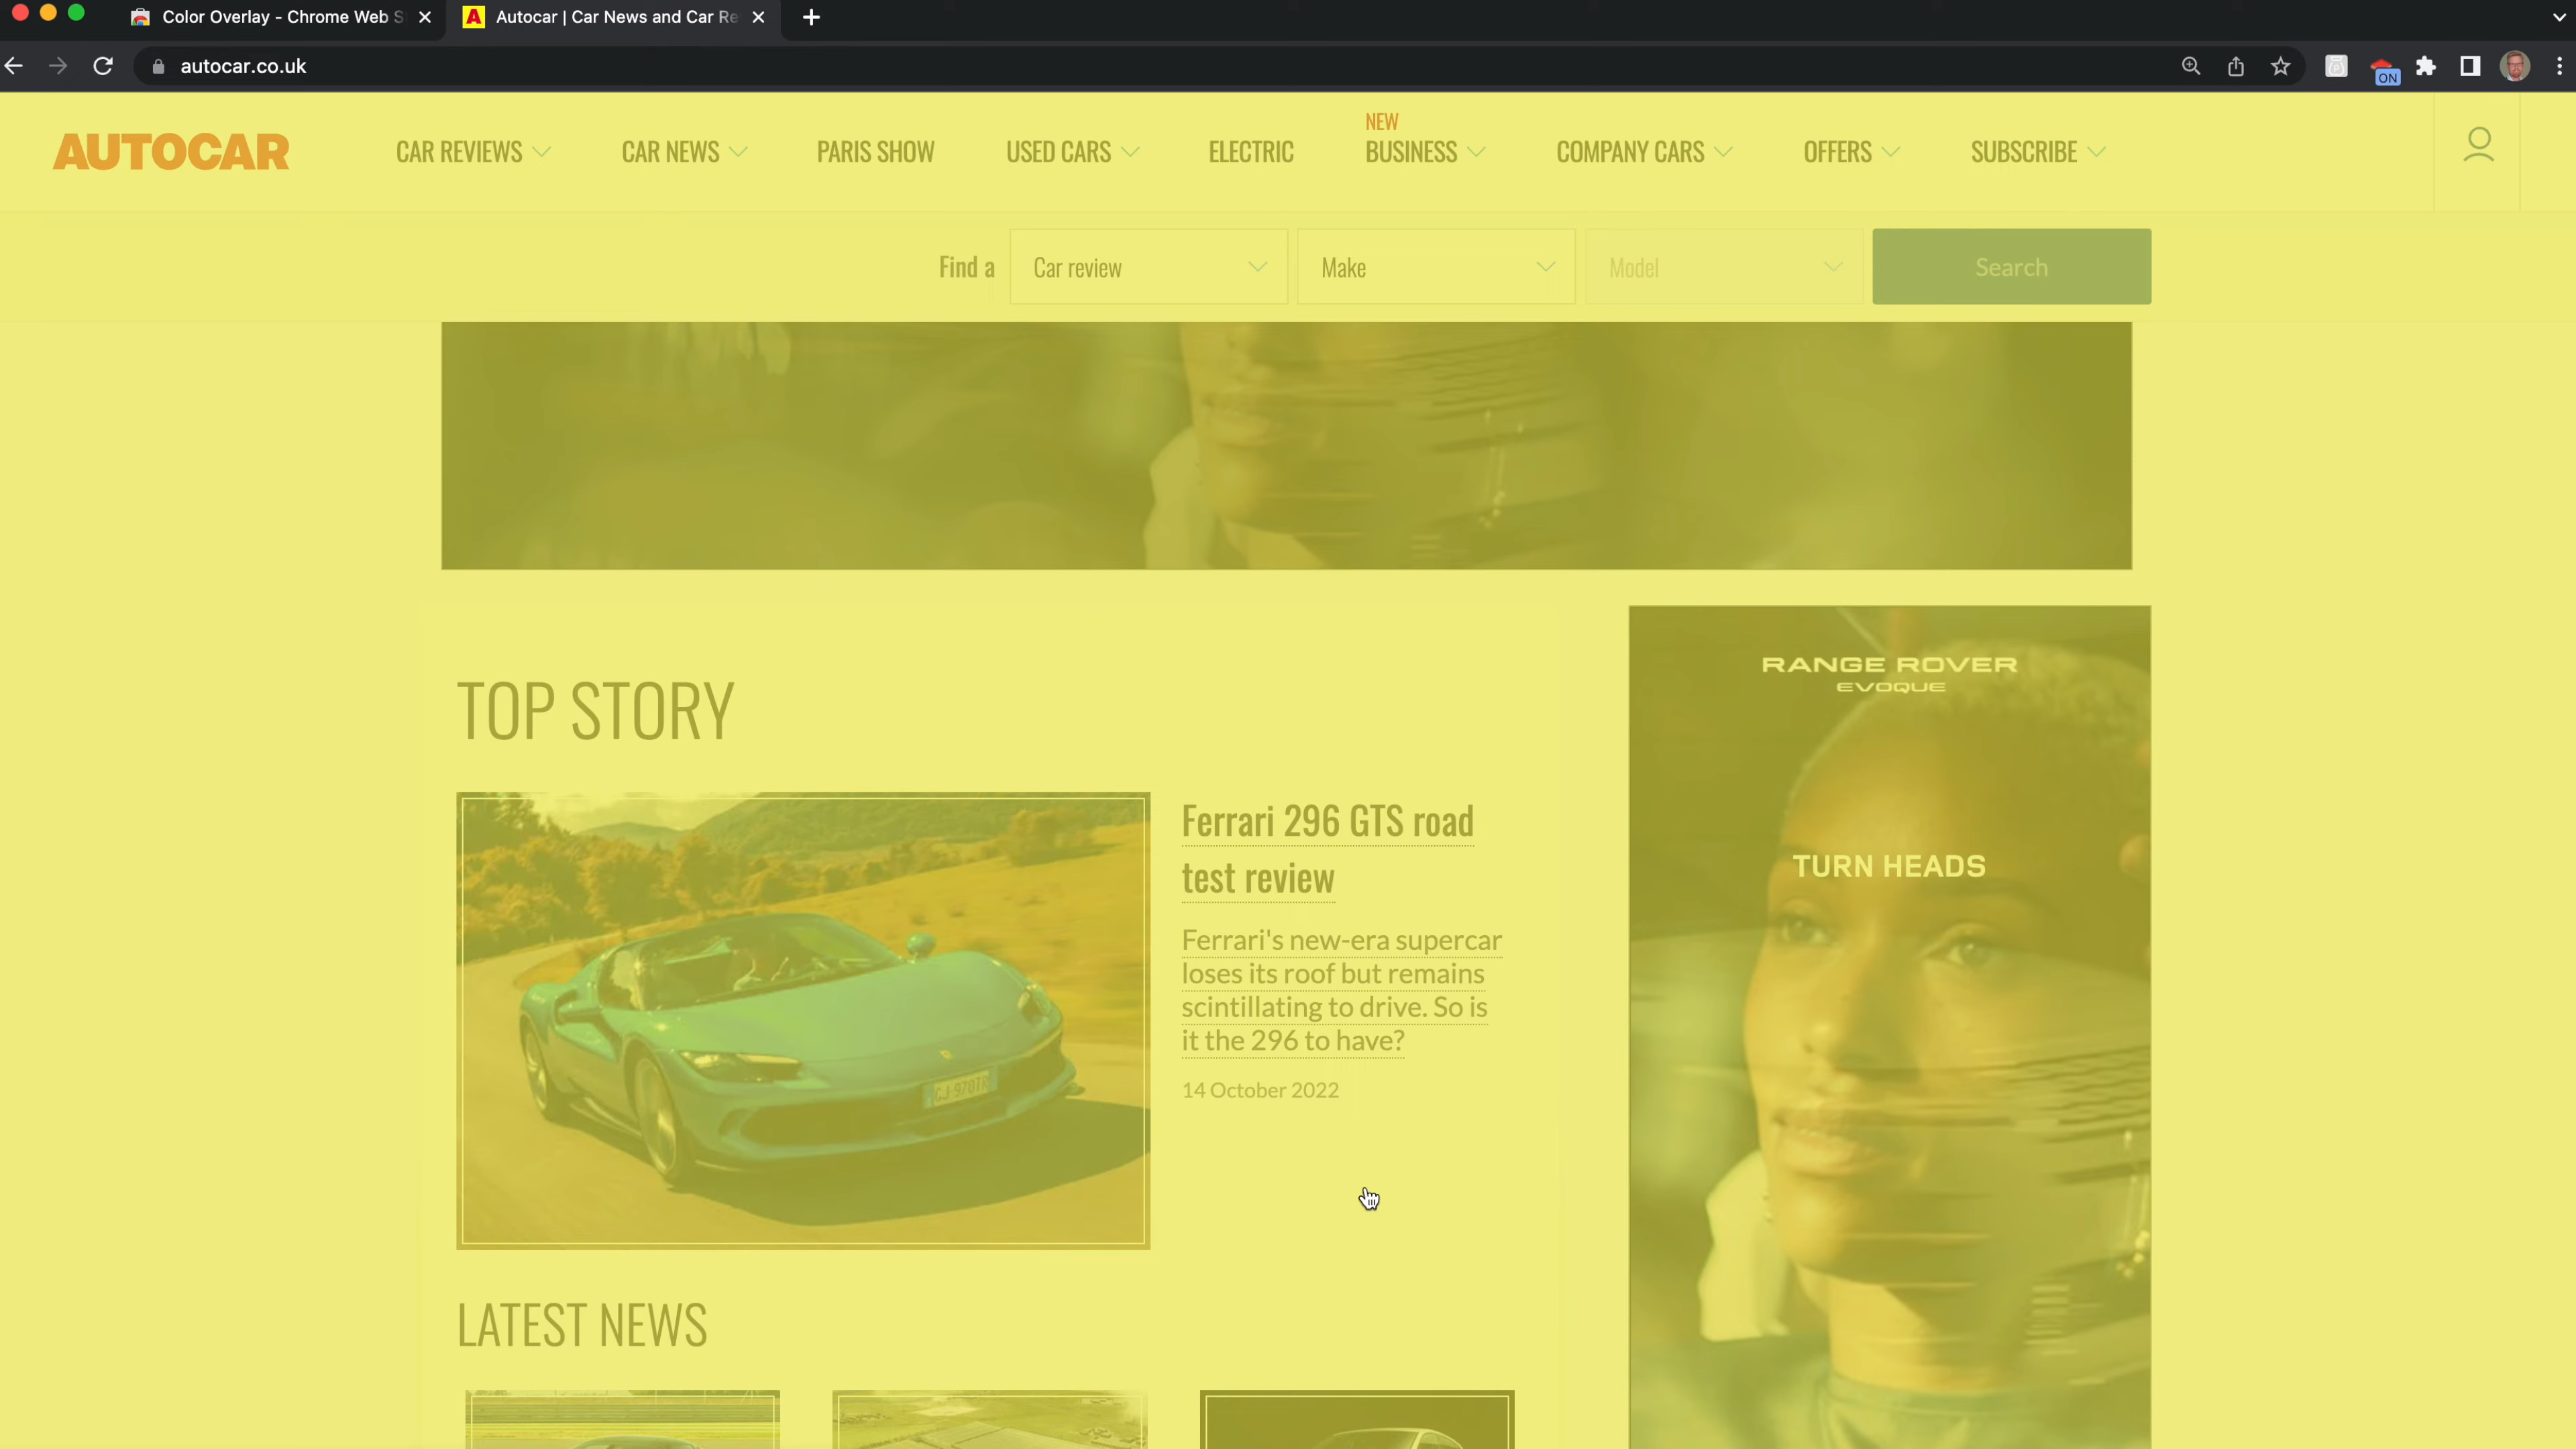 Color Overlay - Chrome Web S
Autocar | Car News and Car Re
autocar.co.uk
ON
AUTOCAR
CAR REVIEWS
CAR NEWS
PARIS SHOW
USED CARS
ELECTRIC
NEW
BUSINESS
COMPANY CARS
OFFERS
SUBSCRIBE
Find a
Car review
Make
Model
Search
RANGE ROVER
EVOQUE
TURN HEADS
TOP STORY
Ferrari 296 GTS road
test review
Ferrari's new-era supercar
loses its roof but remains
scintillating to drive. So is
it the 296 to have?
14 October 2022
GJ 970TR
LATEST NEWS